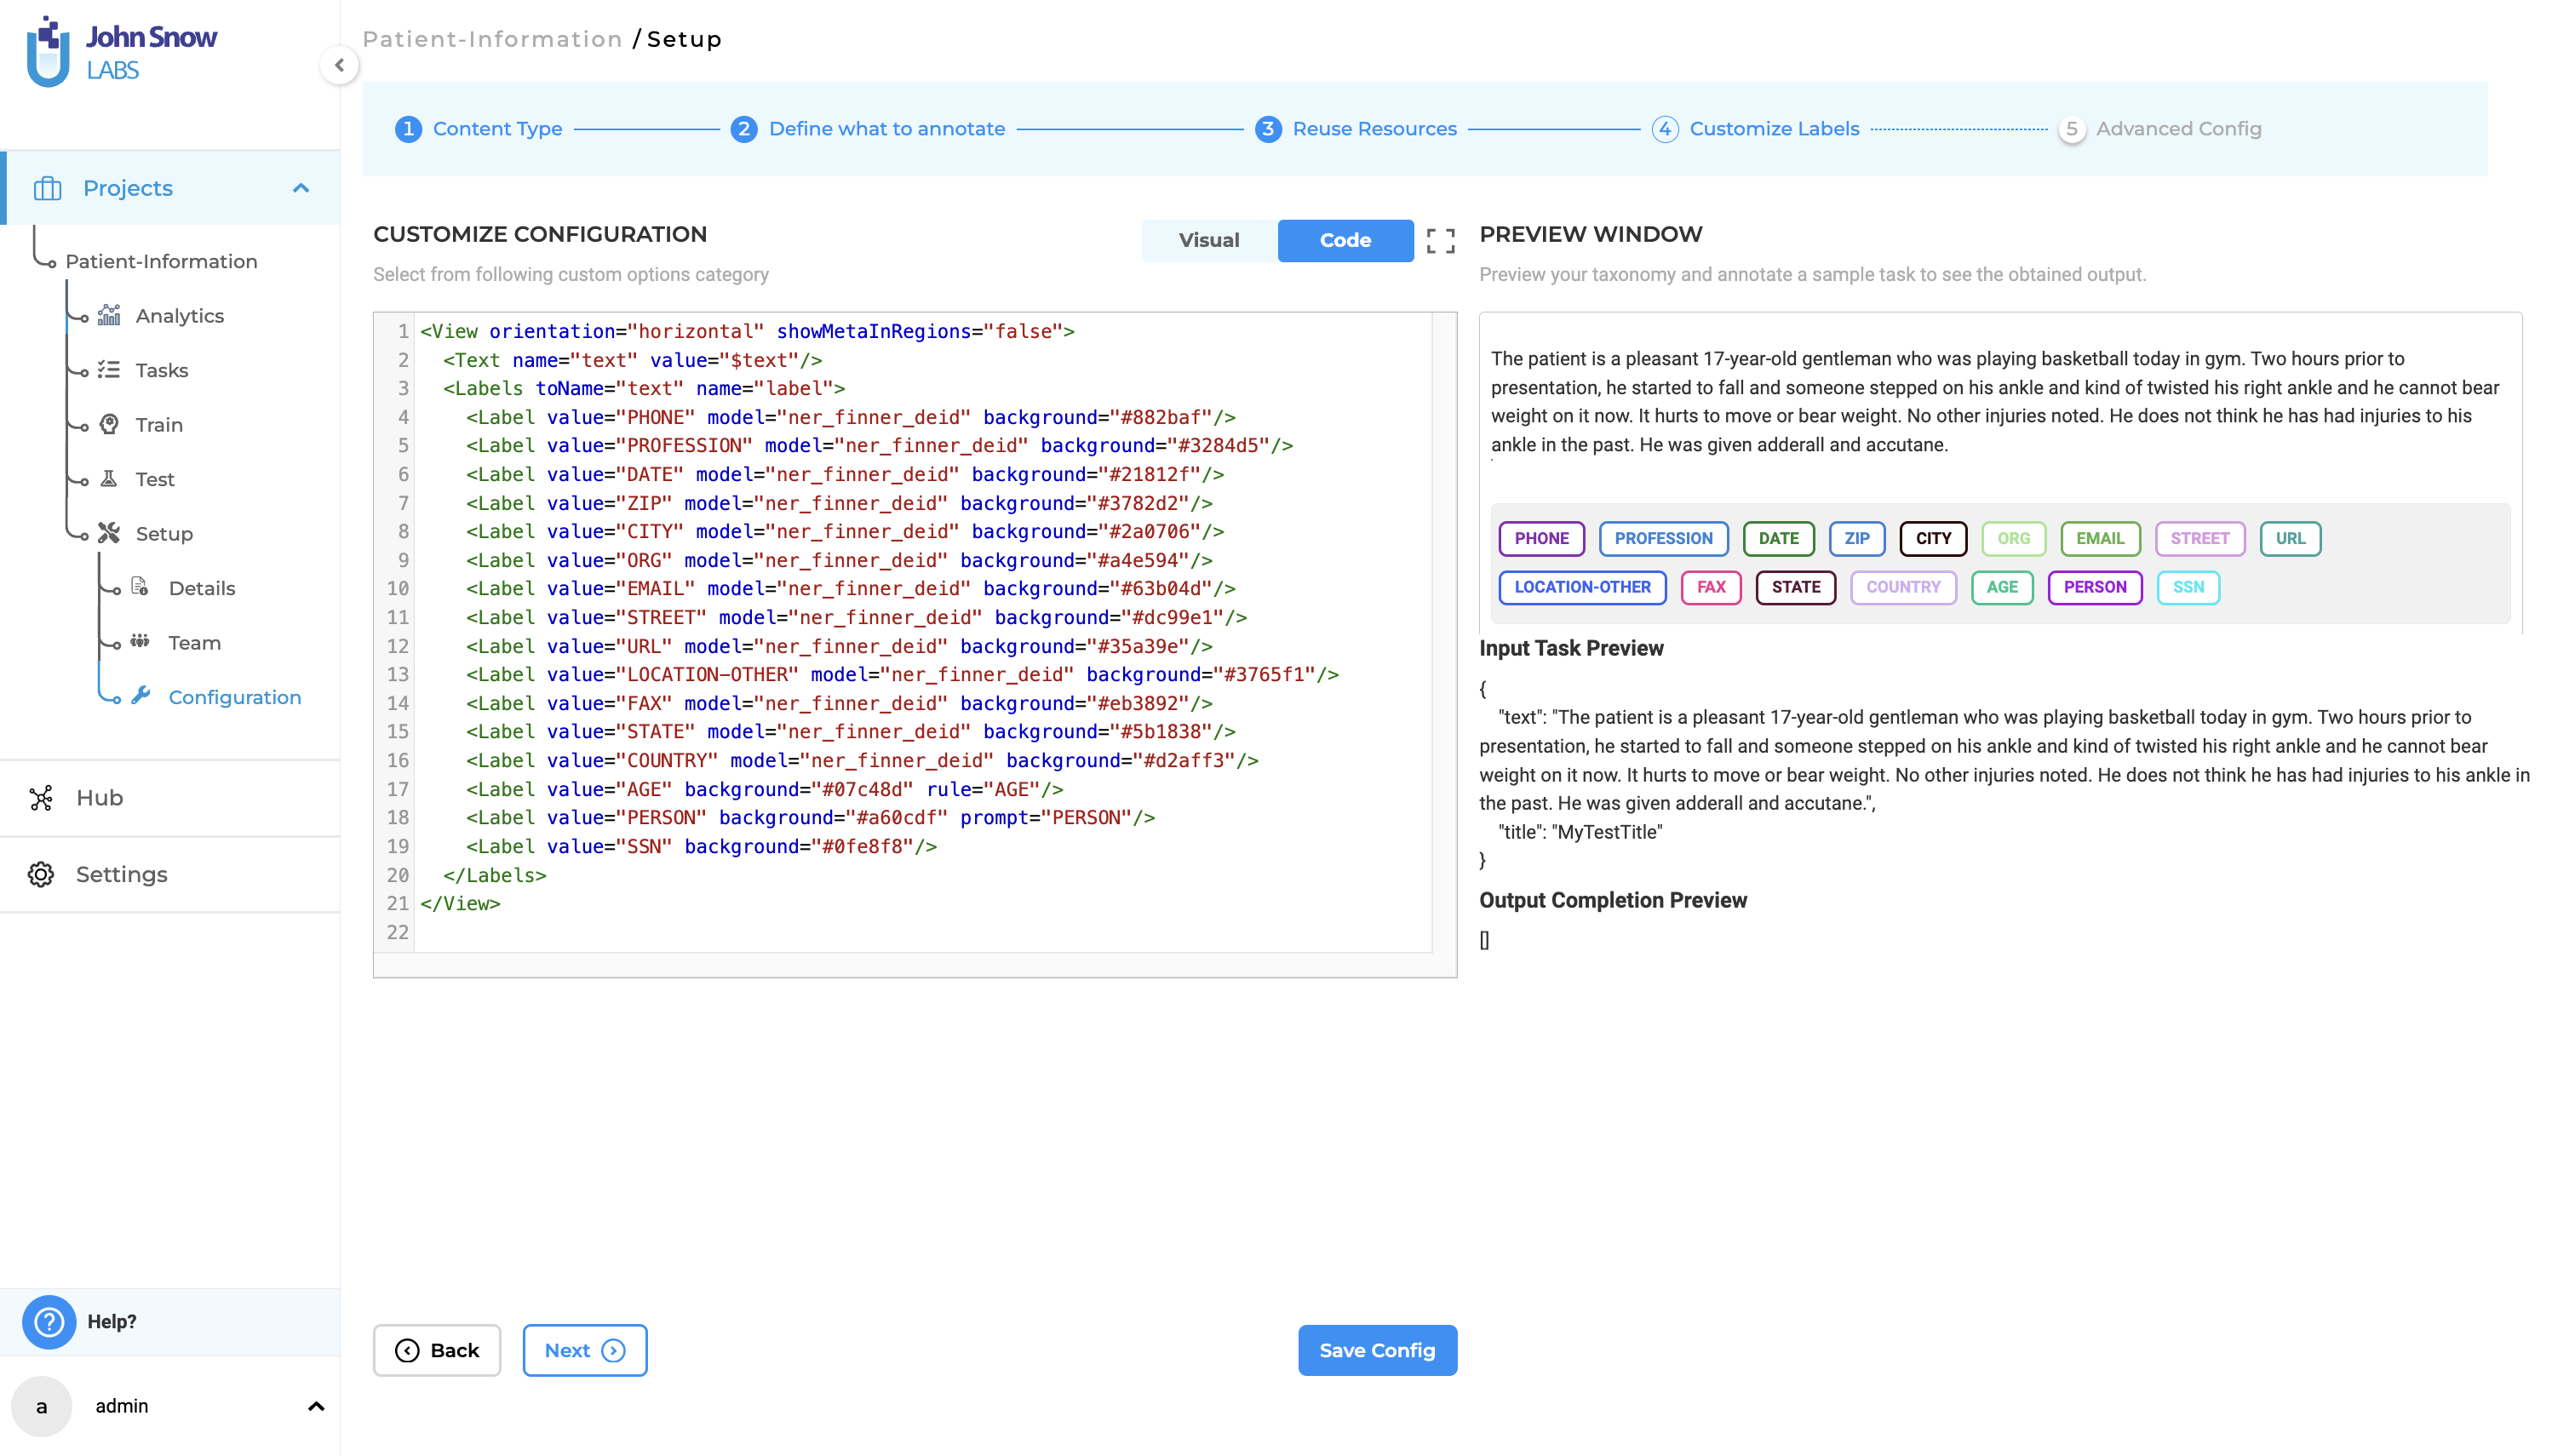 John Snow
LABS
Patient-Information / Setup
1 Content Type
2 Define what to annotate
3 Reuse Resources
4 Customize Labels
5 Advanced Config
Projects
Patient-Information
Analytics
Tasks
Train
Test
Setup
Details
Team
Configuration
Hub
Settings
Help?
a admin
CUSTOMIZE CONFIGURATION
Select from following custom options category
Visual Code
1 <View orientation="horizontal" showMetaInRegions="false">
2   <Text name="text" value="$text"/>
3   <Labels toName="text" name="label">
4     <Label value="PHONE" model="ner_finner_deid" background="#882baf"/>
5     <Label value="PROFESSION" model="ner_finner_deid" background="#3284d5"/>
6     <Label value="DATE" model="ner_finner_deid" background="#21812f"/>
7     <Label value="ZIP" model="ner_finner_deid" background="#3782d2"/>
8     <Label value="CITY" model="ner_finner_deid" background="#2a0706"/>
9     <Label value="ORG" model="ner_finner_deid" background="#a4e594"/>
10     <Label value="EMAIL" model="ner_finner_deid" background="#63b04d"/>
11     <Label value="STREET" model="ner_finner_deid" background="#dc99e1"/>
12     <Label value="URL" model="ner_finner_deid" background="#35a39e"/>
13     <Label value="LOCATION-OTHER" model="ner_finner_deid" background="#3765f1"/>
14     <Label value="FAX" model="ner_finner_deid" background="#eb3892"/>
15     <Label value="STATE" model="ner_finner_deid" background="#5b1838"/>
16     <Label value="COUNTRY" model="ner_finner_deid" background="#d2aff3"/>
17     <Label value="AGE" background="#07c48d" rule="AGE"/>
18     <Label value="PERSON" background="#a60cdf" prompt="PERSON"/>
19     <Label value="SSN" background="#0fe8f8"/>
20   </Labels>
21 </View>
22
Back Next Save Config
PREVIEW WINDOW
Preview your taxonomy and annotate a sample task to see the obtained output.
The patient is a pleasant 17-year-old gentleman who was playing basketball today in gym. Two hours prior to
presentation, he started to fall and someone stepped on his ankle and kind of twisted his right ankle and he cannot bear
weight on it now. It hurts to move or bear weight. No other injuries noted. He does not think he has had injuries to his
ankle in the past. He was given adderall and accutane.
PHONE PROFESSION DATE ZIP CITY ORG EMAIL STREET URL
LOCATION-OTHER FAX STATE COUNTRY AGE PERSON SSN
Input Task Preview
{
"text": "The patient is a pleasant 17-year-old gentleman who was playing basketball today in gym. Two hours prior to
presentation, he started to fall and someone stepped on his ankle and kind of twisted his right ankle and he cannot bear
weight on it now. It hurts to move or bear weight. No other injuries noted. He does not think he has had injuries to his ankle in
the past. He was given adderall and accutane.",
"title": "MyTestTitle"
}
Output Completion Preview
[]